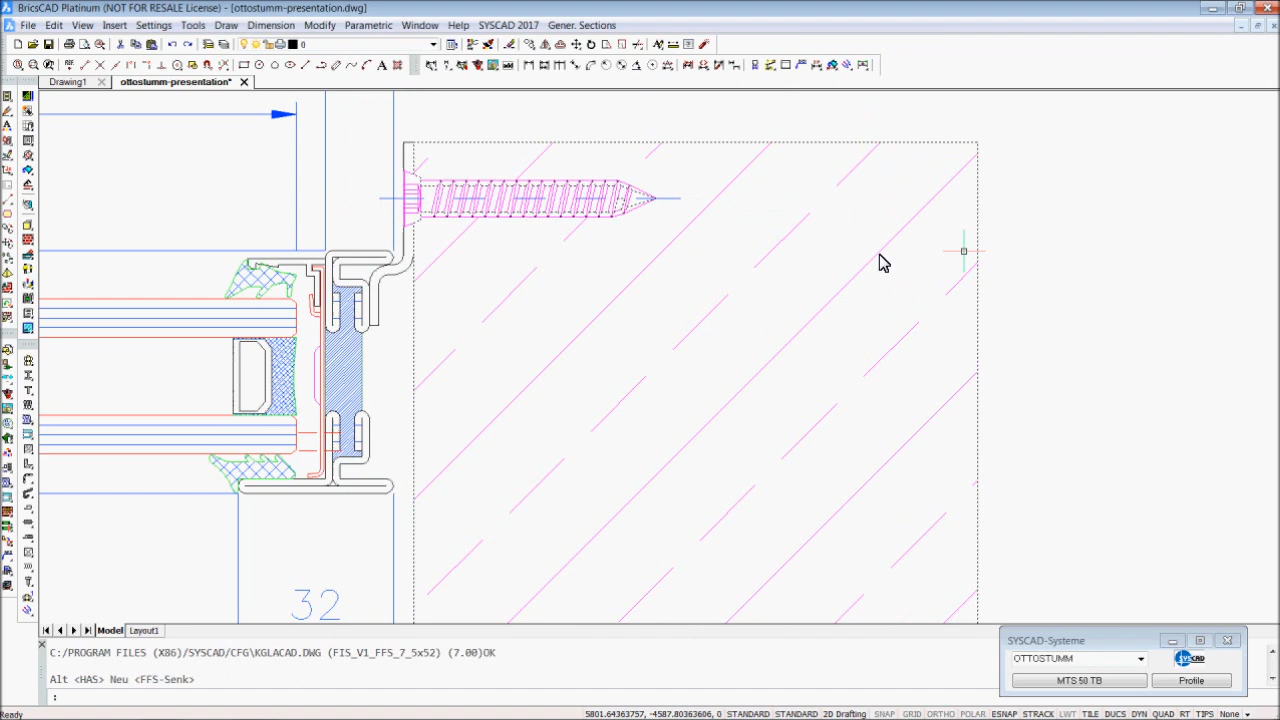 BricsCAD Platinum (NOT FOR RESALE License) - [ottostumm-presentation.dwg]
File Edit View Insert Settings Tools Draw Dimension Modify Parametric Window Help SYSCAD 2017 Gener. Sections
0
Drawing1 ottostumm-presentation*
32
Model Layout1
C:/PROGRAM FILES (X86)/SYSCAD/CFG\KGLACAD.DWG (FIS_V1_FFS_7_5x52) (7.00)OK
Alt <HAS> Neu <FFS-Senk>
:
SYSCAD-Systeme
OTTOSTUMM
MTS 50 TB Profile
Ready 5801.64363757, -4587.80363606, 0 STANDARD STANDARD 2D Drafting SNAP GRID ORTHO POLAR ESNAP STRACK LWT TILE DUCS DYN QUAD RT TIPS None